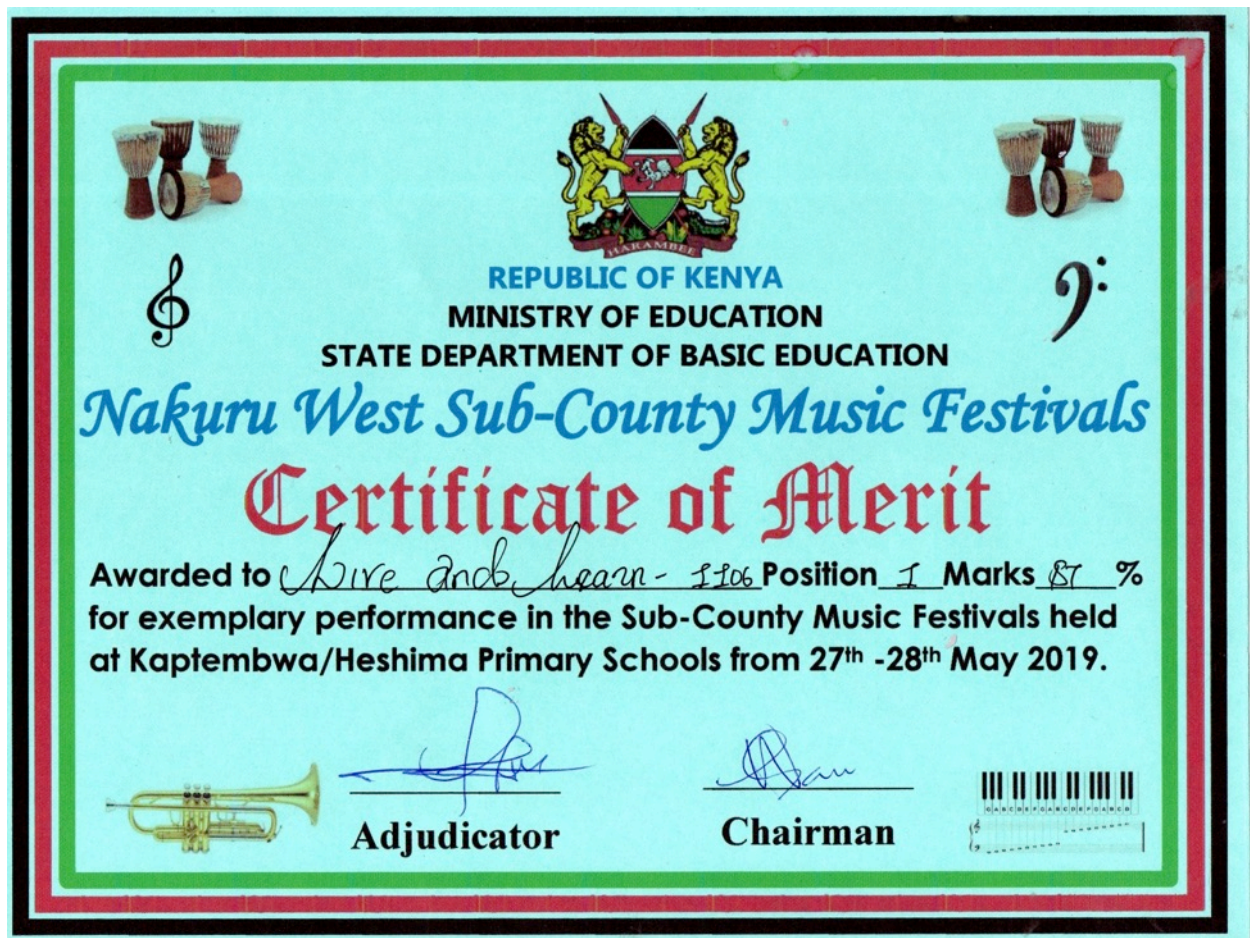 HARAMBEE
REPUBLIC OF KENYA
MINISTRY OF EDUCATION
STATE DEPARTMENT OF BASIC EDUCATION
Nakuru West Sub-County Music Festivals
Certificate of Merit
Awarded to Live and Learn - 1106 Position 1 Marks 87 %
for exemplary performance in the Sub-County Music Festivals held
at Kaptembwa/Heshima Primary Schools from 27th -28th May 2019.
Adjudicator
Chairman